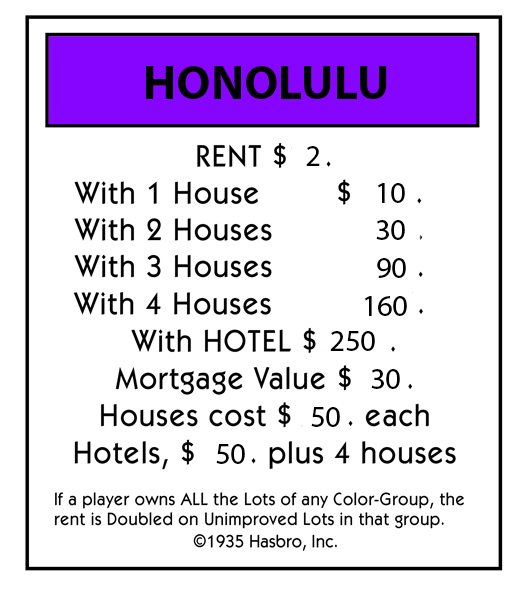 HONOLULU
RENT $ 2.
With 1 House $ 10.
With 2 Houses 30.
With 3 Houses 90.
With 4 Houses 160.
With HOTEL $ 250.
Mortgage Value $ 30.
Houses cost $ 50. each
Hotels, $ 50. plus 4 houses
If a player owns ALL the Lots of any Color-Group, the
rent is Doubled on Unimproved Lots in that group.
©1935 Hasbro, Inc.